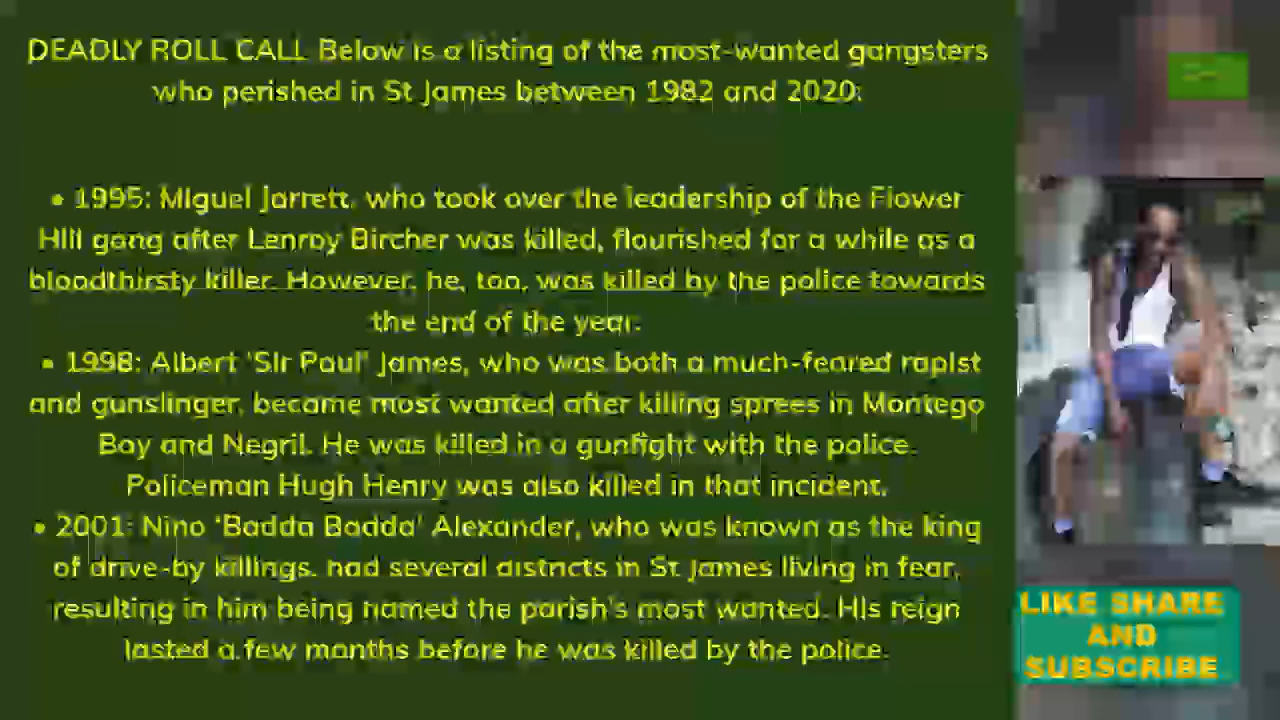 DEADLY ROLL CALL Below is a listing of the most-wanted gangsters
who perished in St James between 1982 and 2020:
• 1995: Miguel Jarrett, who took over the leadership of the Flower
Hill gang after Lenroy Bircher was killed, flourished for a while as a
bloodthirsty killer. However, he, too, was killed by the police towards
the end of the year.
• 1998: Albert 'Sir Paul' James, who was both a much-feared rapist
and gunslinger, became most wanted after killing sprees in Montego
Bay and Negril. He was killed in a gunfight with the police.
Policeman Hugh Henry was also killed in that incident.
• 2001: Nino 'Badda Badda' Alexander, who was known as the king
of drive-by killings, had several districts in St James living in fear,
resulting in him being named the parish's most wanted. His reign
lasted a few months before he was killed by the police.
LIKE SHARE
AND
SUBSCRIBE